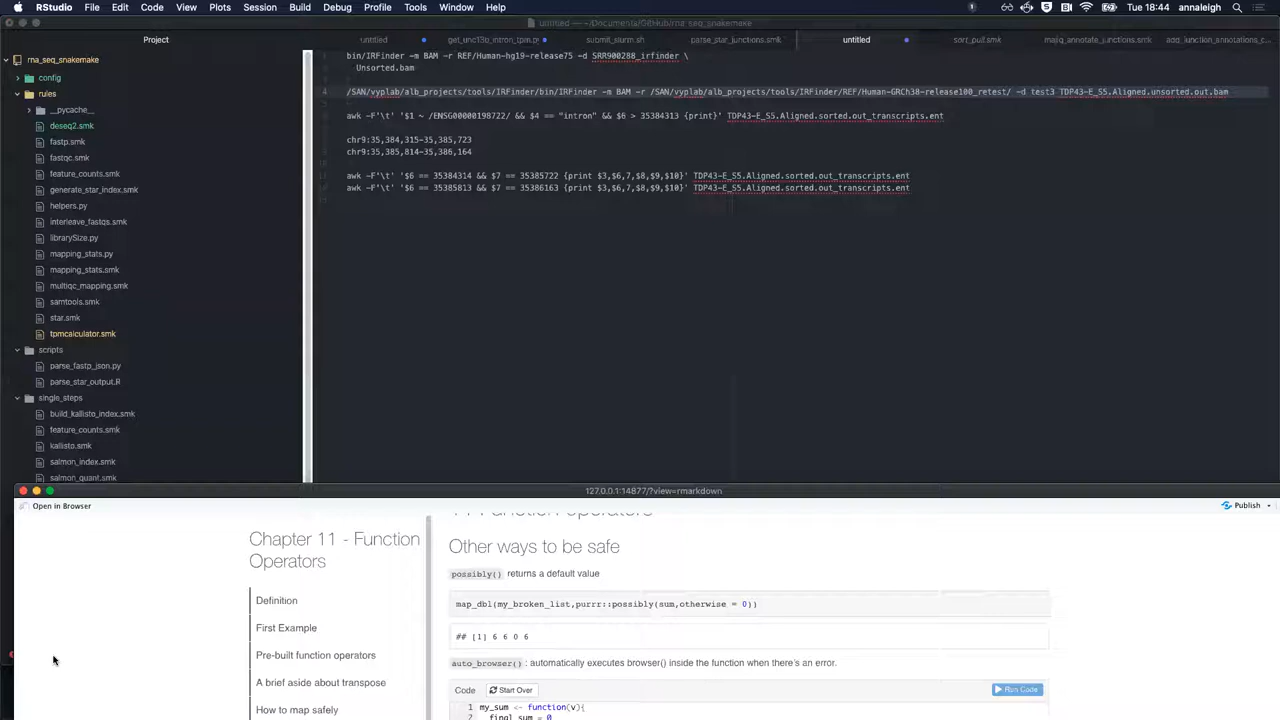 RStudio File Edit Code View Plots Session Build Debug Profile Tools Window Help Tue 18:44 annaleigh
untitled — ~/Documents/GitHub/rna_seq_snakemake
Project
untitled get_unc13b_intron_tpm.py submit_slurm.sh parse_star_junctions.smk untitled sort_pull.smk majiq_annotate_junctions.smk add_junction_annotations_c...
rna_seq_snakemake
config
rules
__pycache__
deseq2.smk
fastp.smk
fastqc.smk
feature_counts.smk
generate_star_index.smk
helpers.py
interleave_fastqs.smk
librarySize.py
mapping_stats.py
mapping_stats.smk
multiqc_mapping.smk
samtools.smk
star.smk
tpmcalculator.smk
scripts
parse_fastp_json.py
parse_star_output.R
single_steps
build_kallisto_index.smk
feature_counts.smk
kallisto.smk
salmon_index.smk
salmon_quant.smk
bin/IRFinder -m BAM -r REF/Human-hg19-release75 -d SRR900288_irfinder \
Unsorted.bam
4 /SAN/vyplab/alb_projects/tools/IRFinder/bin/IRFinder -m BAM -r /SAN/vyplab/alb_projects/tools/IRFinder/REF/Human-GRCh38-release100_retest/ -d test3 TDP43-E_S5.Aligned.unsorted.out.bam
awk -F'\t' '$1 ~ /ENSG00000198722/ && $4 == "intron" && $6 > 35384313 {print}' TDP43-E_S5.Aligned.sorted.out_transcripts.ent
chr9:35,384,315-35,385,723
chr9:35,385,814-35,386,164
awk -F'\t' '$6 == 35384314 && $7 == 35385722 {print $3,$6,7,$8,$9,$10}' TDP43-E_S5.Aligned.sorted.out_transcripts.ent
awk -F'\t' '$6 == 35385813 && $7 == 35386163 {print $3,$6,7,$8,$9,$10}' TDP43-E_S5.Aligned.sorted.out_transcripts.ent
127.0.0.1:14877/?view=rmarkdown
Open in Browser Publish
Chapter 11 - Function
Operators
Definition
First Example
Pre-built function operators
A brief aside about transpose
How to map safely
11 Function Operators
Other ways to be safe
possibly() returns a default value
map_dbl(my_broken_list,purrr::possibly(sum,otherwise = 0))
## [1] 6 6 0 6
auto_browser() : automatically executes browser() inside the function when there's an error.
Code Start Over Run Code
1 my_sum <- function(v){
2 final_sum = 0